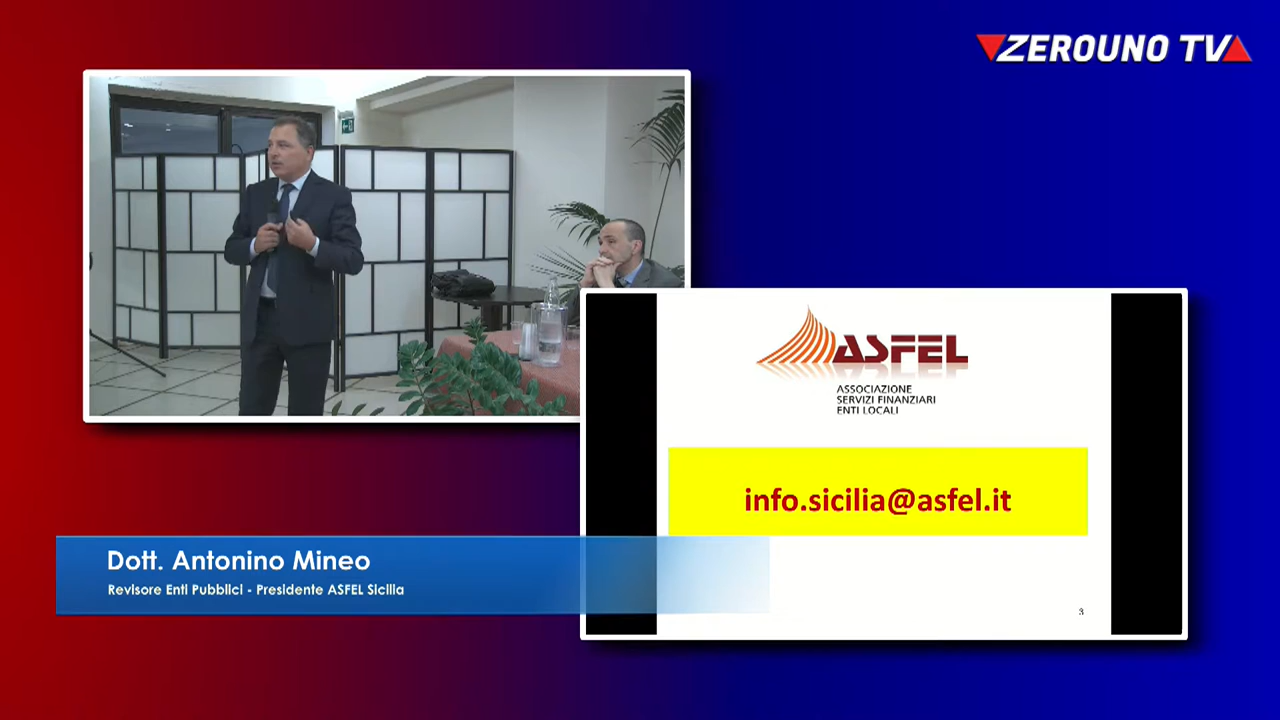 ZEROUNO TV
ASFEL
ASSOCIAZIONE
SERVIZI FINANZIARI
ENTI LOCALI
info.sicilia@asfel.it
Dott. Antonino Mineo
Revisore Enti Pubblici - Presidente ASFEL Sicilia
3